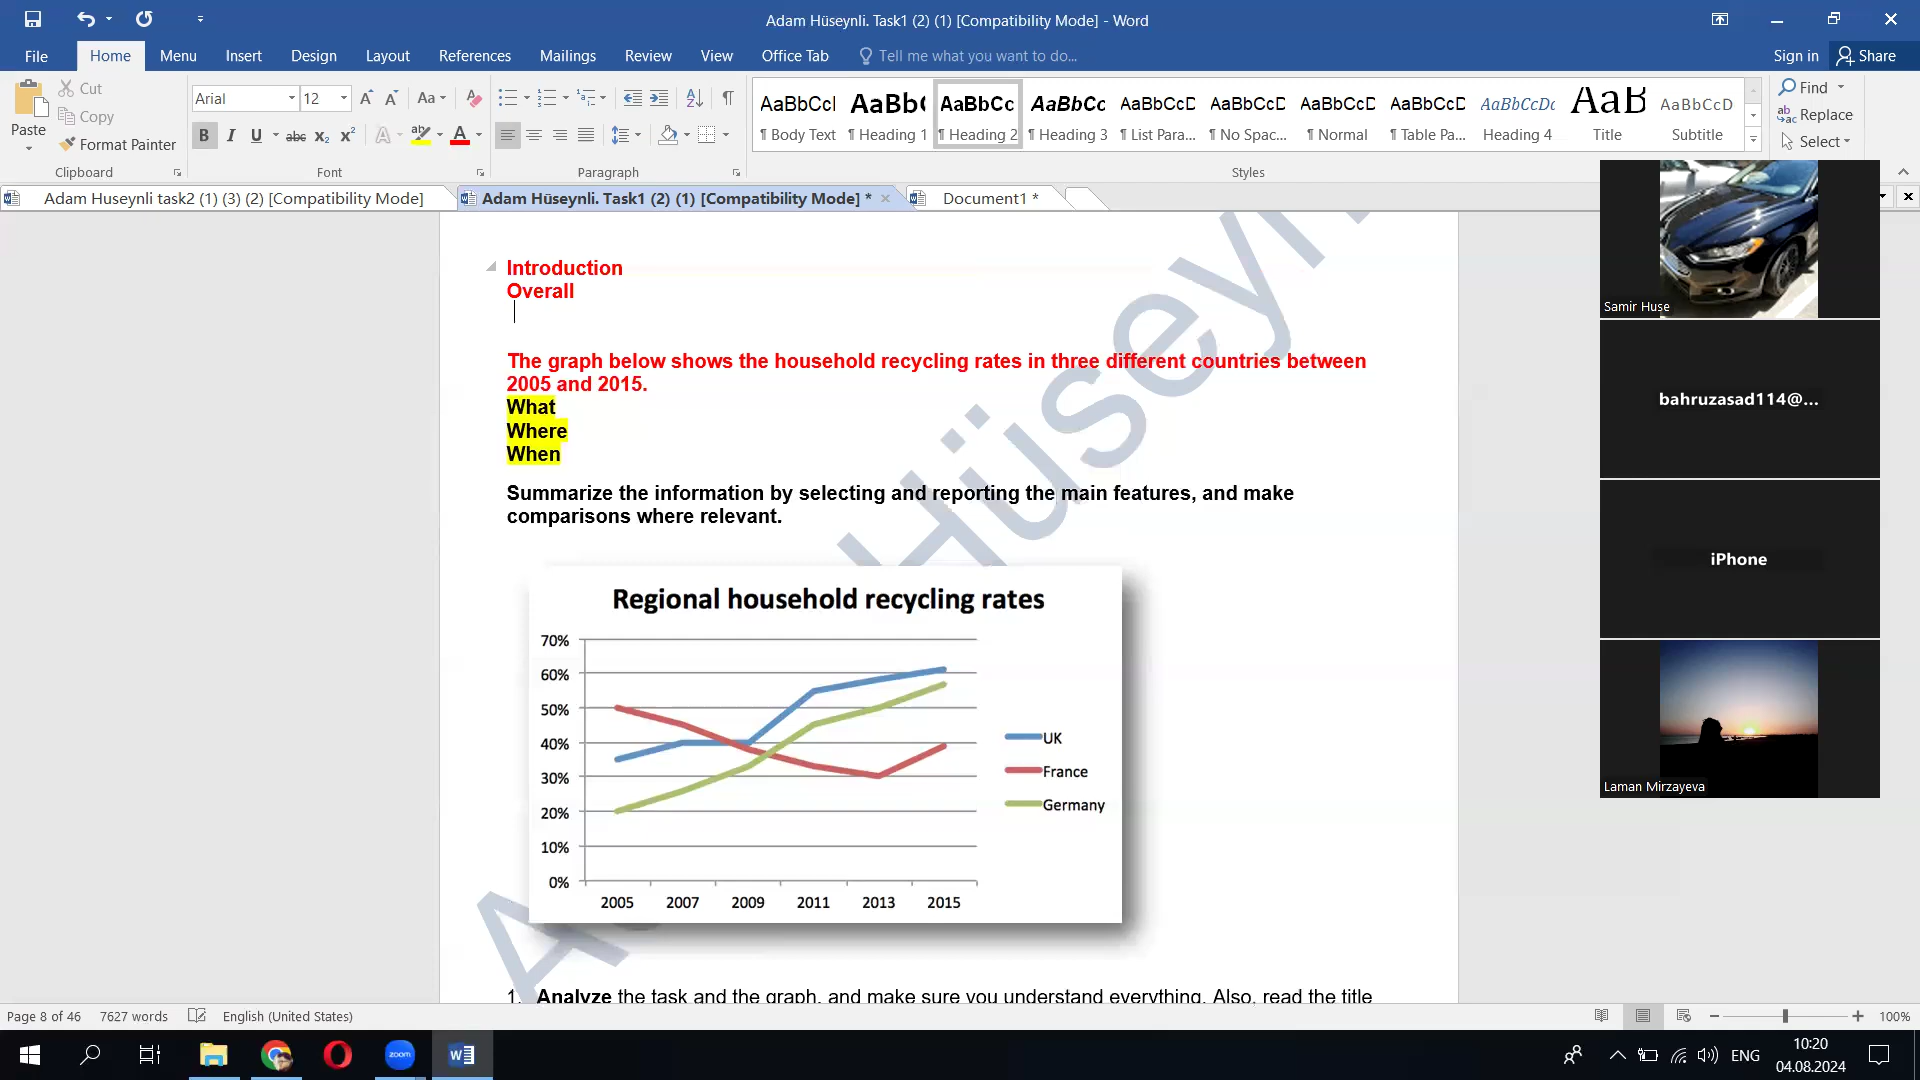 Adam Hüseynli. Task1 (2) (1) [Compatibility Mode] - Word
File Home Menu Insert Design Layout References Mailings Review View Office Tab Tell me what you want to do... Sign in Share
Paste
Cut
Copy
Format Painter
Clipboard
Arial 12
Font
Paragraph
AaBbCcI AaBb( AaBbCc AaBbCc AaBbCcD AaBbCcD AaBbCcD AaBbCcD AaBbCcDc AaB AaBbCcD
¶ Body Text ¶ Heading 1 ¶ Heading 2 ¶ Heading 3 ¶ List Para... ¶ No Spac... ¶ Normal ¶ Table Pa... Heading 4 Title Subtitle
Styles
Find
Replace
Select
Adam Huseynli task2 (1) (3) (2) [Compatibility Mode] Adam Hüseynli. Task1 (2) (1) [Compatibility Mode] * Document1 *
Introduction
Overall
The graph below shows the household recycling rates in three different countries between
2005 and 2015.
What
Where
When
Summarize the information by selecting and reporting the main features, and make
comparisons where relevant.
Regional household recycling rates
70%
60%
50%
40%
30%
20%
10%
0%
2005 2007 2009 2011 2013 2015
UK
France
Germany
1. Analyze the task and the graph, and make sure you understand everything. Also, read the title
Samir Huse
bahruzasad114@...
iPhone
Laman Mirzayeva
Page 8 of 46 7627 words English (United States) 100%
zoom
ENG
10:20
04.08.2024